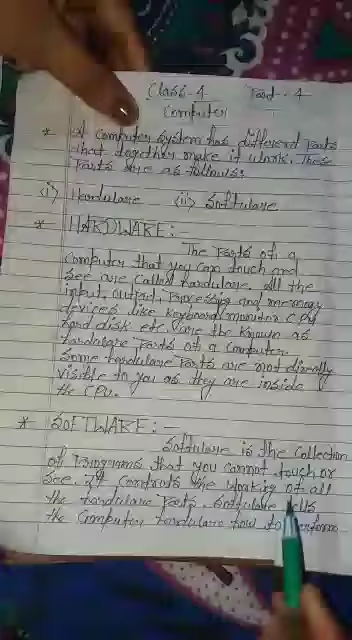 Class-4 Part-4
Computer
* A computer system has different Parts
that together make it work. These
Parts are as follows:
(i) Hardware (ii) Software
* HARDWARE:-
The Parts of a
Computer that you can touch and
See are Called hardware. All the
input, output, Processing and memory
devices like keyboard, monitor CPU
hard disk etc. are the known as
hardware Parts of a Computer.
Some hardware Parts are not directly
visible to you as they are inside
the CPU.
* SOFTWARE:-
Software is the Collection
of Programs that you cannot touch or
See. It Controls the working of all
the hardware Parts. Software tells
the Computer hardware how to Perform